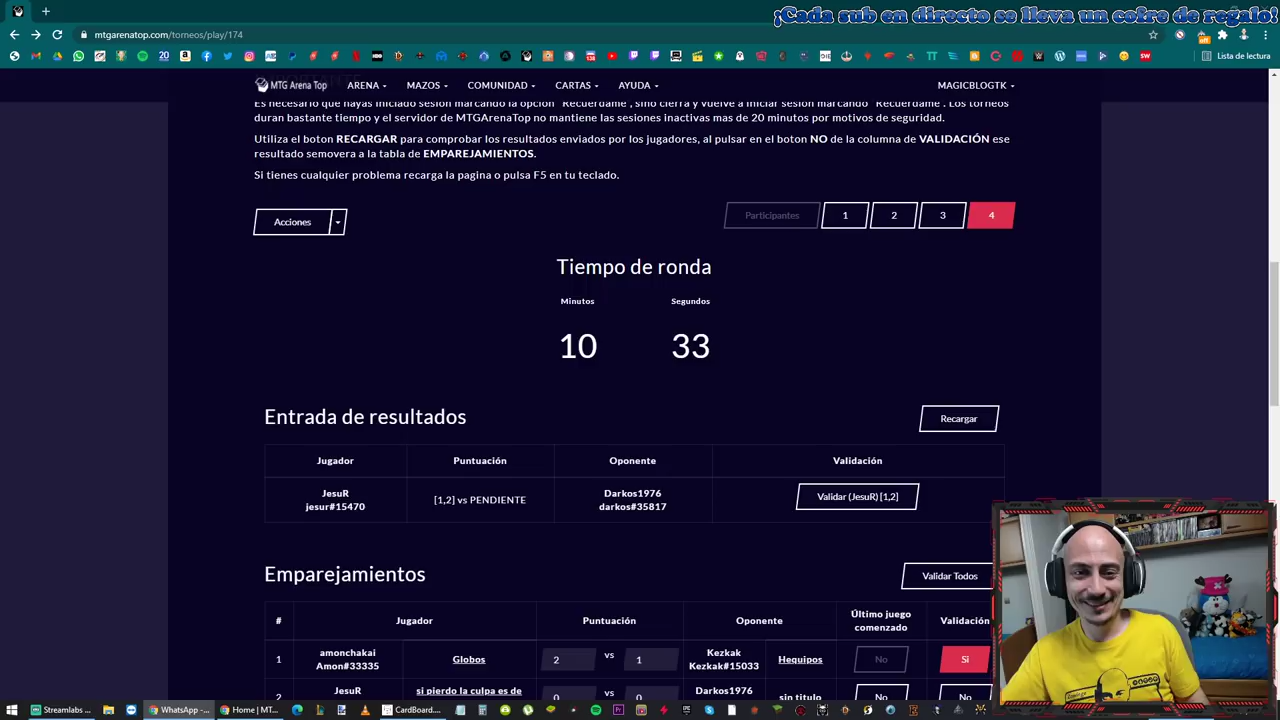 ¡Cada sub en directo se lleva un cofre de regalo!
mtgarenatop.com/torneos/play/174
Lista de lectura
MTG Arena Top ARENA MAZOS COMUNIDAD CARTAS AYUDA MAGICBLOGTK
Es necesario que hayas iniciado sesion marcando la opcion "Recuerdame", sino cierra y vuelve a iniciar sesion marcando "Recuerdame". Los torneos
duran bastante tiempo y el servidor de MTGArenaTop no mantiene las sesiones inactivas mas de 20 minutos por motivos de seguridad.
Utiliza el boton RECARGAR para comprobar los resultados enviados por los jugadores, al pulsar en el boton NO de la columna de VALIDACIÓN ese
resultado semovera a la tabla de EMPAREJAMIENTOS.
Si tienes cualquier problema recarga la pagina o pulsa F5 en tu teclado.
Acciones Participantes 1 2 3 4
Tiempo de ronda
Minutos Segundos
10 33
Entrada de resultados Recargar
Jugador Puntuación Oponente Validación
JesuR
jesur#15470
[1,2] vs PENDIENTE
Darkos1976
darkos#35817
Validar (JesuR) [1,2]
Emparejamientos Validar Todos
# Jugador Puntuación Oponente Último juego
comenzado
Validación
1 amonchakai
Amon#33335
Globos 2 vs 1
Kezkak
Kezkak#15033
Hequipos No Si
2 JesuR si pierdo la culpa es de 0 vs 0 Darkos1976 sin titulo No No
Streamlabs ... WhatsApp –... Home | MT... ardBoard....